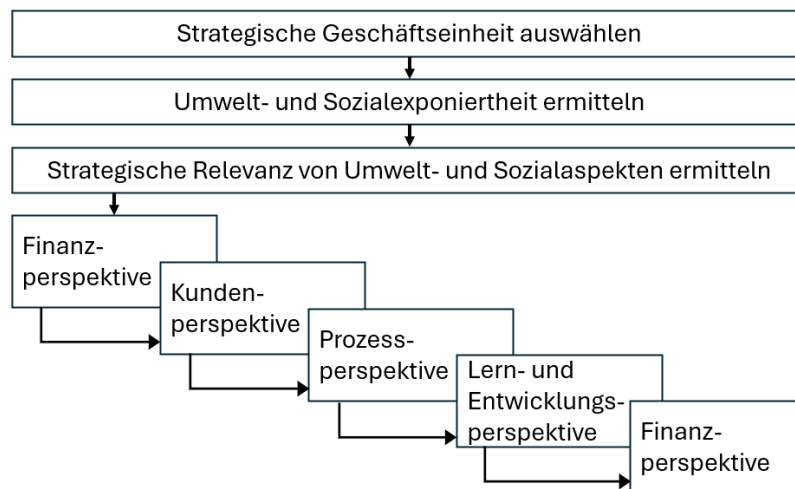 Strategische Geschäftseinheit auswählen
Umwelt- und Sozialexponiertheit ermitteln
Strategische Relevanz von Umwelt- und Sozialaspekten ermitteln
Finanz-
perspektive
Kunden-
perspektive
Prozess-
perspektive
Lern- und
Entwicklungs-
perspektive
Finanz-
perspektive